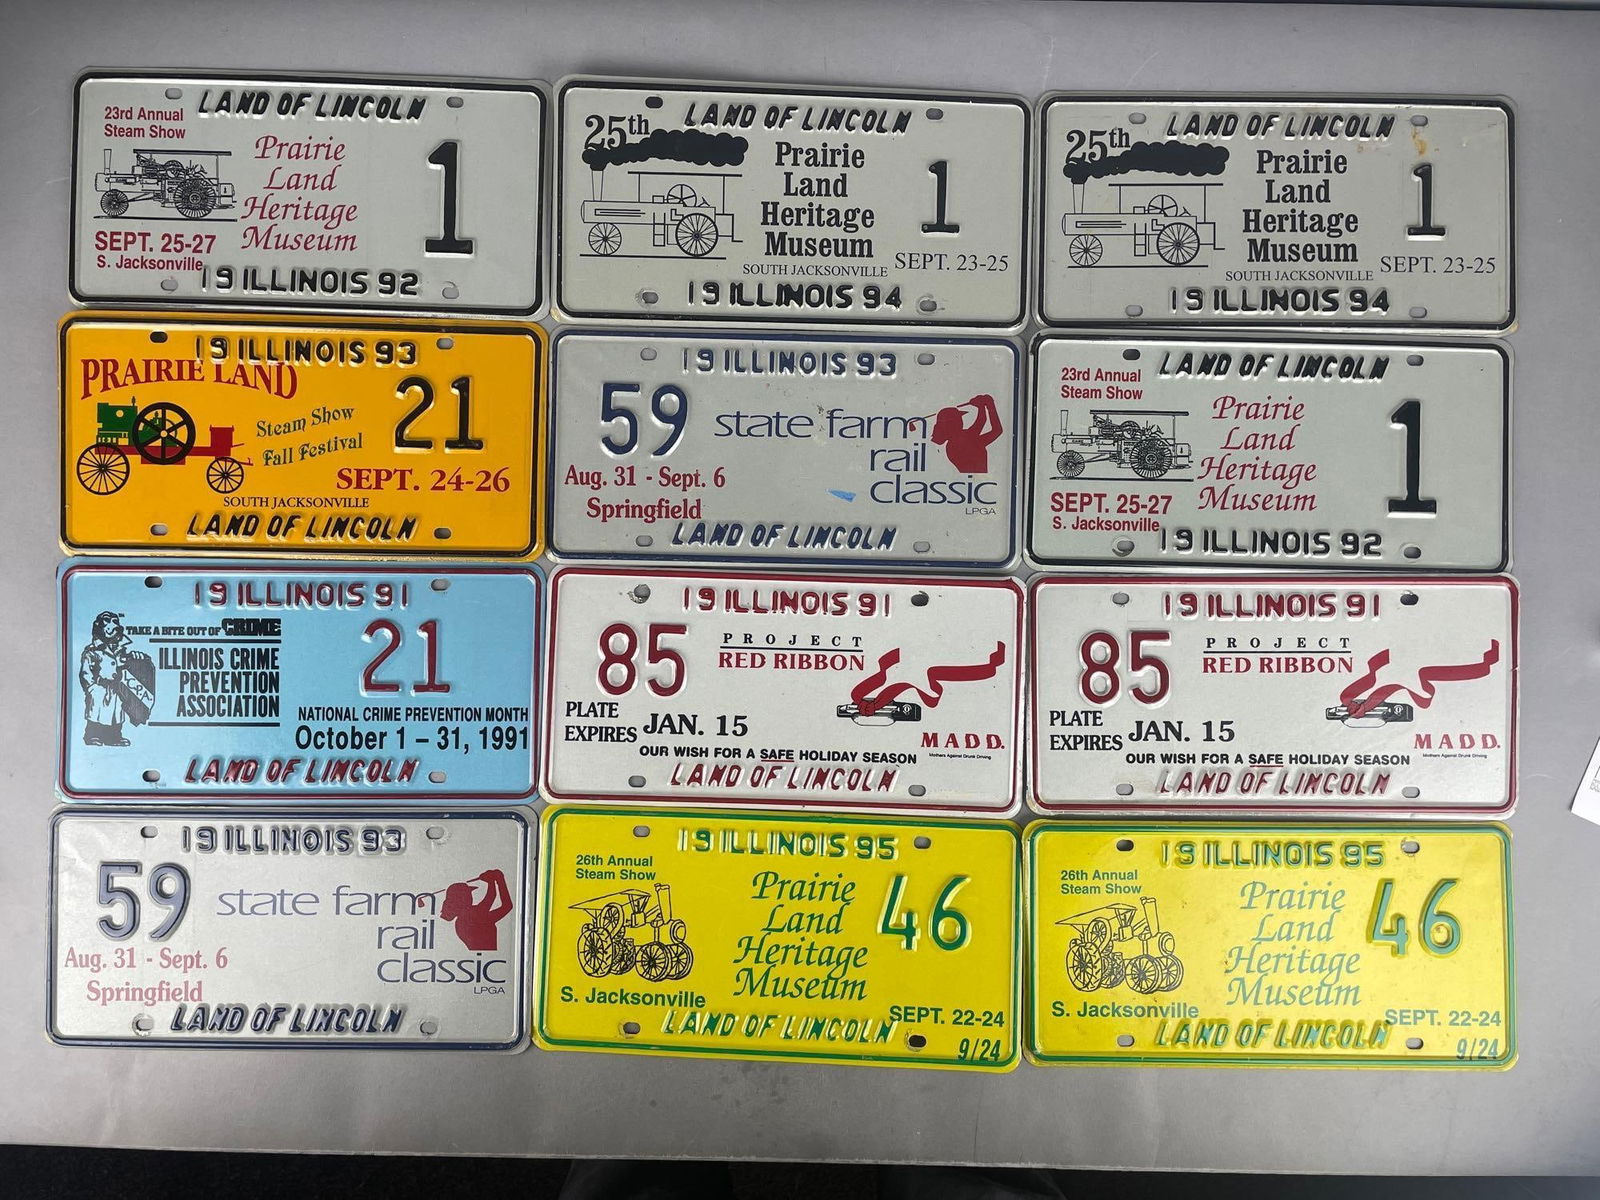 LAND OF LINCOLN
23rd Annual
Steam Show
Prairie
Land
Heritage
Museum
1
SEPT. 25-27
S. Jacksonville
19 ILLINOIS 92
LAND OF LINCOLN
25th
Prairie
Land
Heritage
Museum
1
SOUTH JACKSONVILLE SEPT. 23-25
19 ILLINOIS 94
LAND OF LINCOLN
25th
Prairie
Land
Heritage
Museum
1
SOUTH JACKSONVILLE SEPT. 23-25
19 ILLINOIS 94
19 ILLINOIS 93
PRAIRIE LAND
21
Steam Show
Fall Festival
SEPT. 24-26
SOUTH JACKSONVILLE
LAND OF LINCOLN
19 ILLINOIS 93
59
state farm
rail
classic
LPGA
Aug. 31 - Sept. 6
Springfield
LAND OF LINCOLN
LAND OF LINCOLN
23rd Annual
Steam Show
Prairie
Land
Heritage
Museum
1
SEPT. 25-27
S. Jacksonville
19 ILLINOIS 92
19 ILLINOIS 91
TAKE A BITE OUT OF CRIME
ILLINOIS CRIME
PREVENTION
ASSOCIATION
I.C.P.A.
21
NATIONAL CRIME PREVENTION MONTH
October 1 – 31, 1991
LAND OF LINCOLN
19 ILLINOIS 91
85
PROJECT
RED RIBBON
PLATE
EXPIRES JAN. 15
MADD.
Mothers Against Drunk Driving
OUR WISH FOR A SAFE HOLIDAY SEASON
LAND OF LINCOLN
19 ILLINOIS 91
85
PROJECT
RED RIBBON
PLATE
EXPIRES JAN. 15
MADD.
Mothers Against Drunk Driving
OUR WISH FOR A SAFE HOLIDAY SEASON
LAND OF LINCOLN
19 ILLINOIS 93
59
state farm
rail
classic
LPGA
Aug. 31 - Sept. 6
Springfield
LAND OF LINCOLN
19 ILLINOIS 95
26th Annual
Steam Show
Prairie
Land
Heritage
Museum
46
S. Jacksonville
SEPT. 22-24
LAND OF LINCOLN
9/24
19 ILLINOIS 95
26th Annual
Steam Show
Prairie
Land
Heritage
Museum
46
S. Jacksonville
SEPT. 22-24
LAND OF LINCOLN
9/24